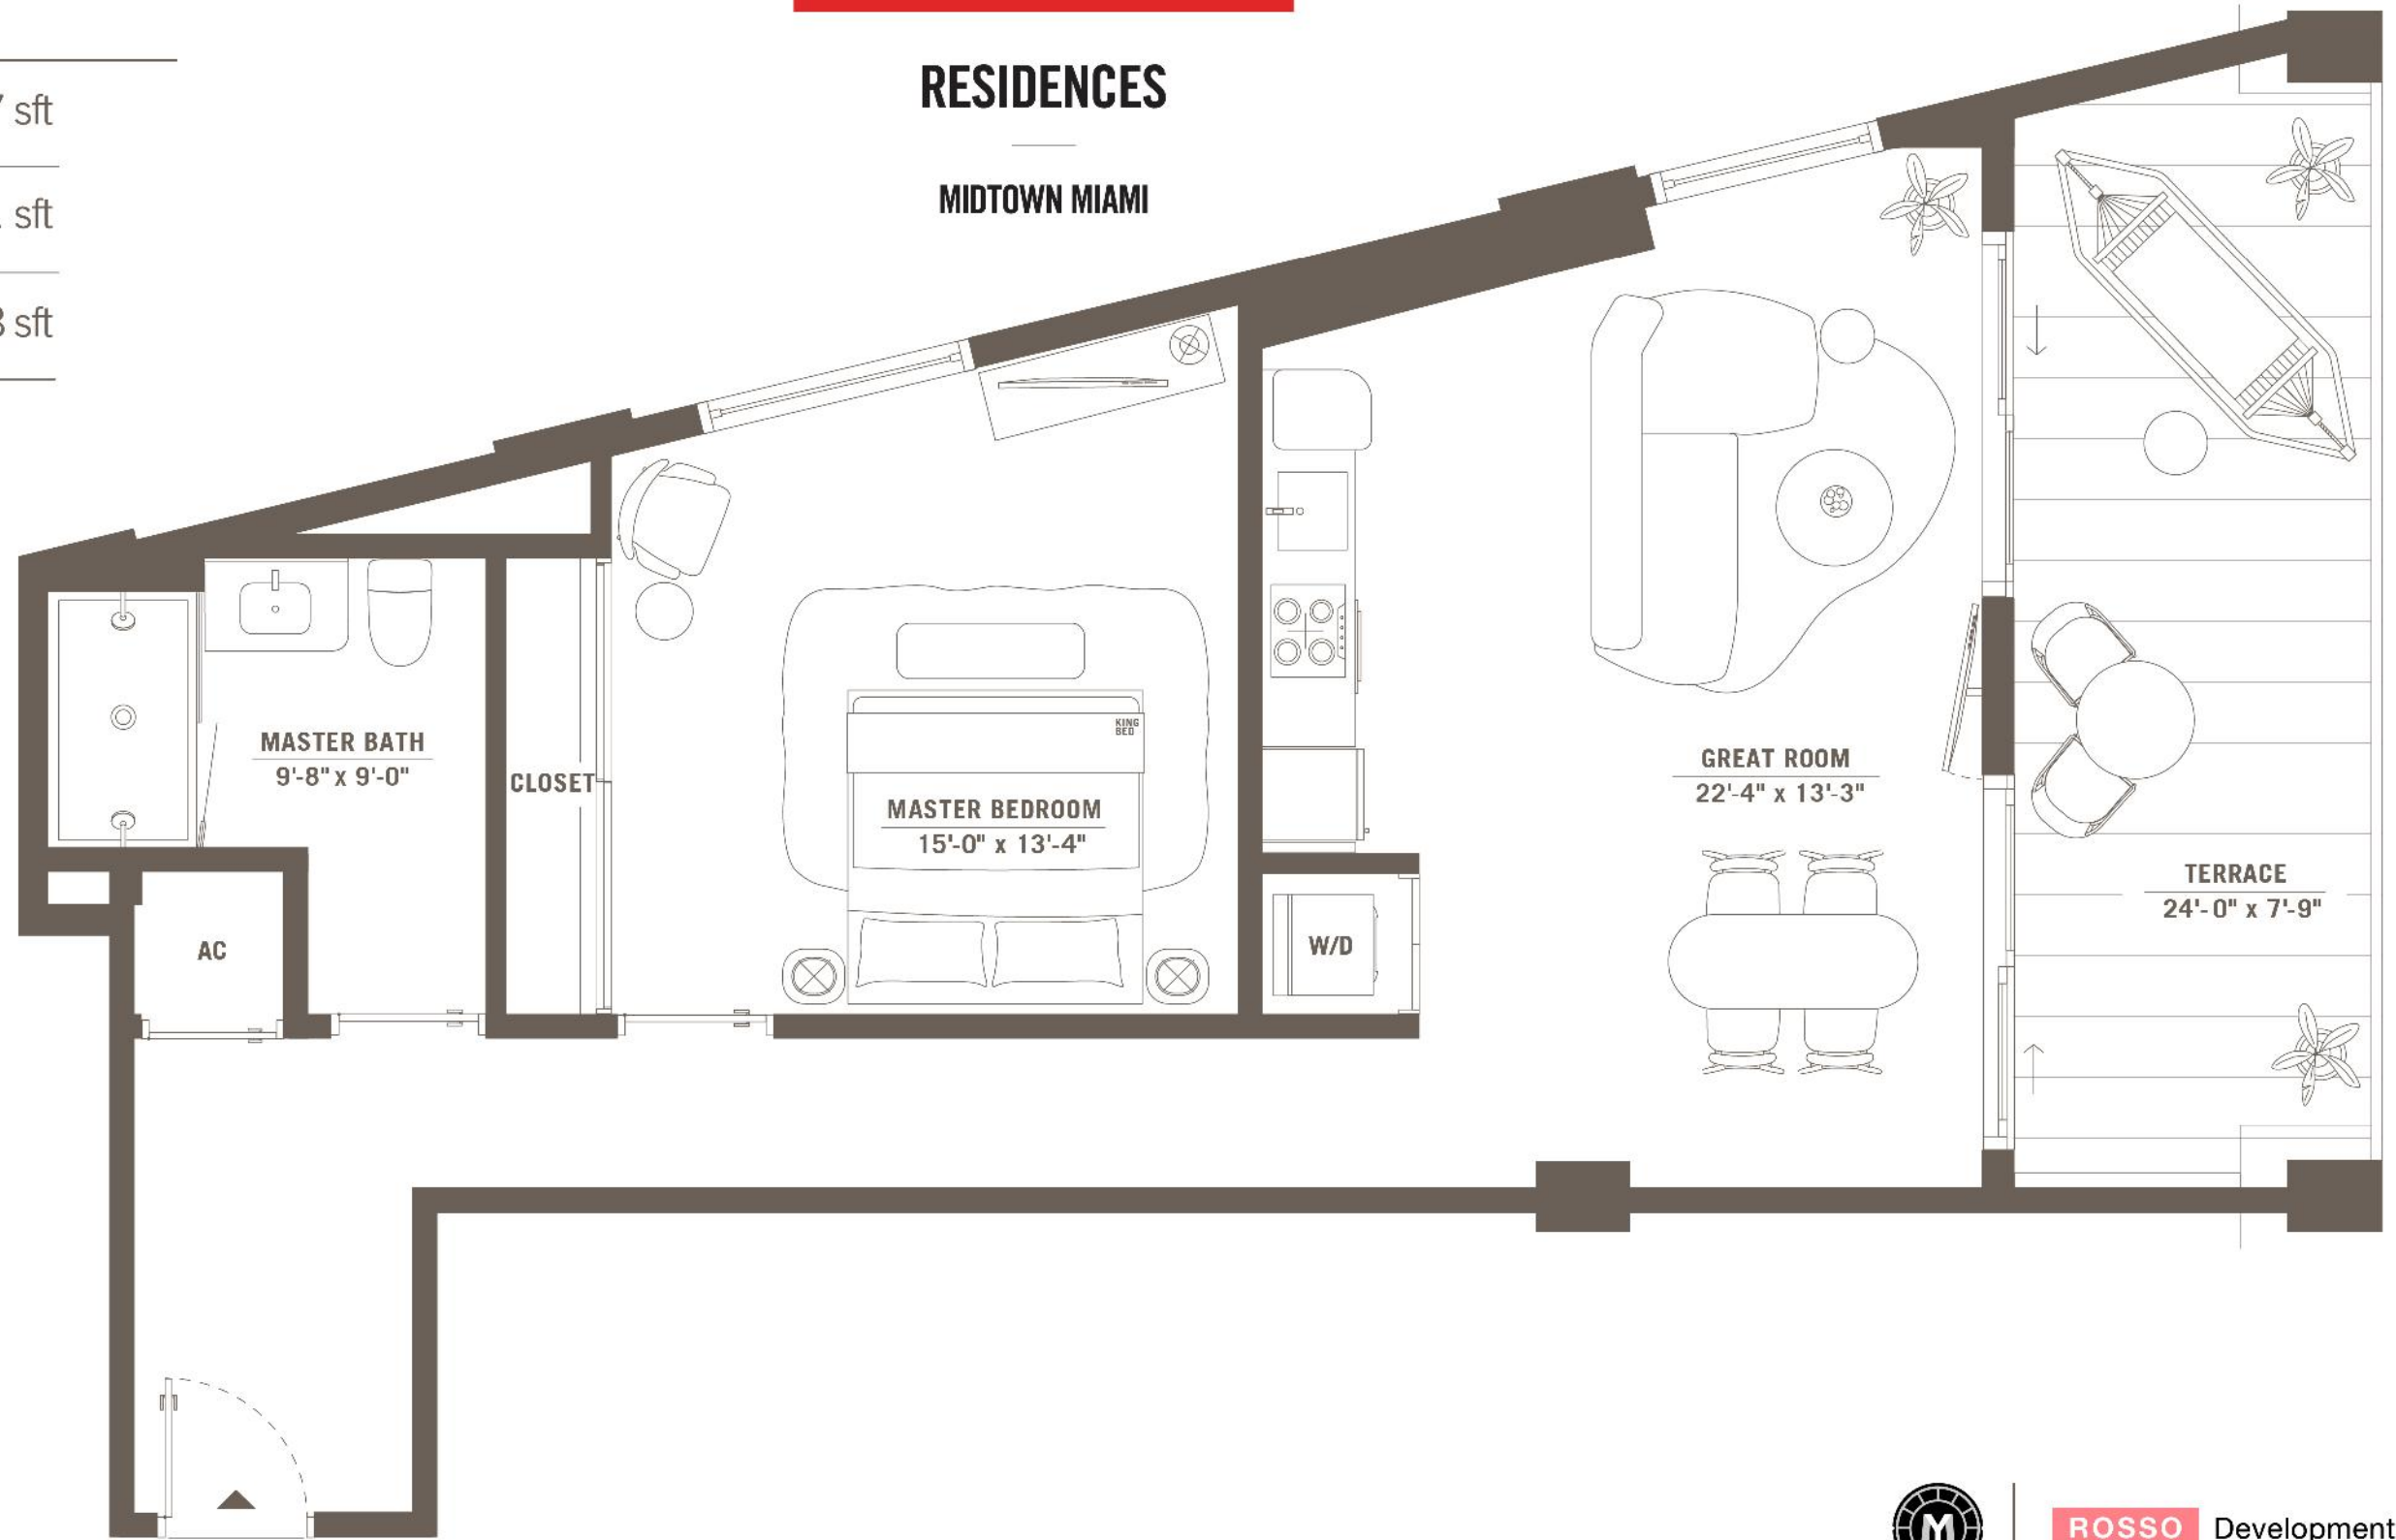 sft
sft
sft
RESIDENCES
MIDTOWN MIAMI
MASTER BATH
9'-8" x 9'-0"
CLOSET
KING
BED
MASTER BEDROOM
15'-0" x 13'-4"
GREAT ROOM
22'-4" x 13'-3"
TERRACE
24'-0" x 7'-9"
AC
W/D
M
ROSSO Development